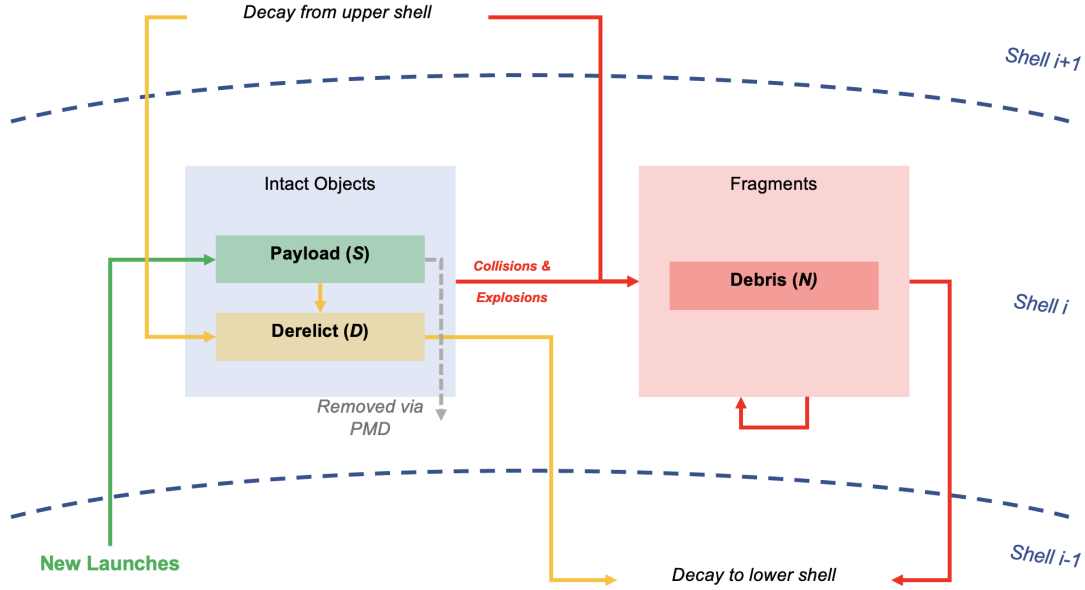 Decay from upper shell
Shell i+1
Intact Objects
Fragments
Payload (S)
Collisions &
Explosions
Debris (N)
Shell i
Derelict (D)
Removed via
PMD
New Launches
Shell i-1
Decay to lower shell